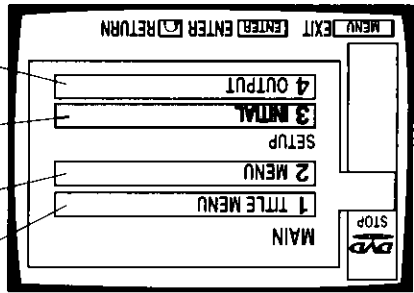 DVD
STOP
MAIN
1 TITLE MENU
2 MENU
SETUP
3 INITIAL
4 OUTPUT
MENU EXIT ENTER ENTER RETURN